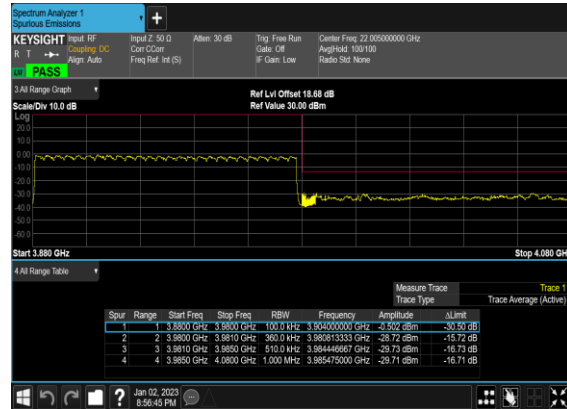 Spectrum Analyzer 1
Spurious Emissions
KEYSIGHT Input: RF Input Z: 50 Ω Atten: 30 dB Trig: Free Run Center Freq: 22.005000000 GHz
R T Coupling: DC Corr CCorr Gate: Off Avg|Hold: 100/100
Align: Auto Freq Ref: Int (S) IF Gain: Low Radio Std: None
LW PASS
3 All Range Graph Ref Lvl Offset 18.68 dB
Scale/Div 10.0 dB Ref Value 30.00 dBm
Log
20.0
10.0
0.00
-10.0
-20.0
-30.0
-40.0
-50.0
-60.0
Start 3.880 GHz Stop 4.080 GH
4 All Range Table
Measure Trace Trace 1
Trace Type Trace Average (Active)
Spur Range Start Freq Stop Freq RBW Frequency Amplitude ΔLimit
1 1 3.8800 GHz 3.9800 GHz 100.0 kHz 3.904000000 GHz -0.502 dBm -30.50 dB
2 2 3.9800 GHz 3.9810 GHz 360.0 kHz 3.980813333 GHz -28.72 dBm -15.72 dB
3 3 3.9810 GHz 3.9850 GHz 510.0 kHz 3.984446667 GHz -29.73 dBm -16.73 dB
4 4 3.9850 GHz 4.0800 GHz 1.000 MHz 3.985475000 GHz -29.71 dBm -16.71 dB
? Jan 02, 2023
8:56:45 PM